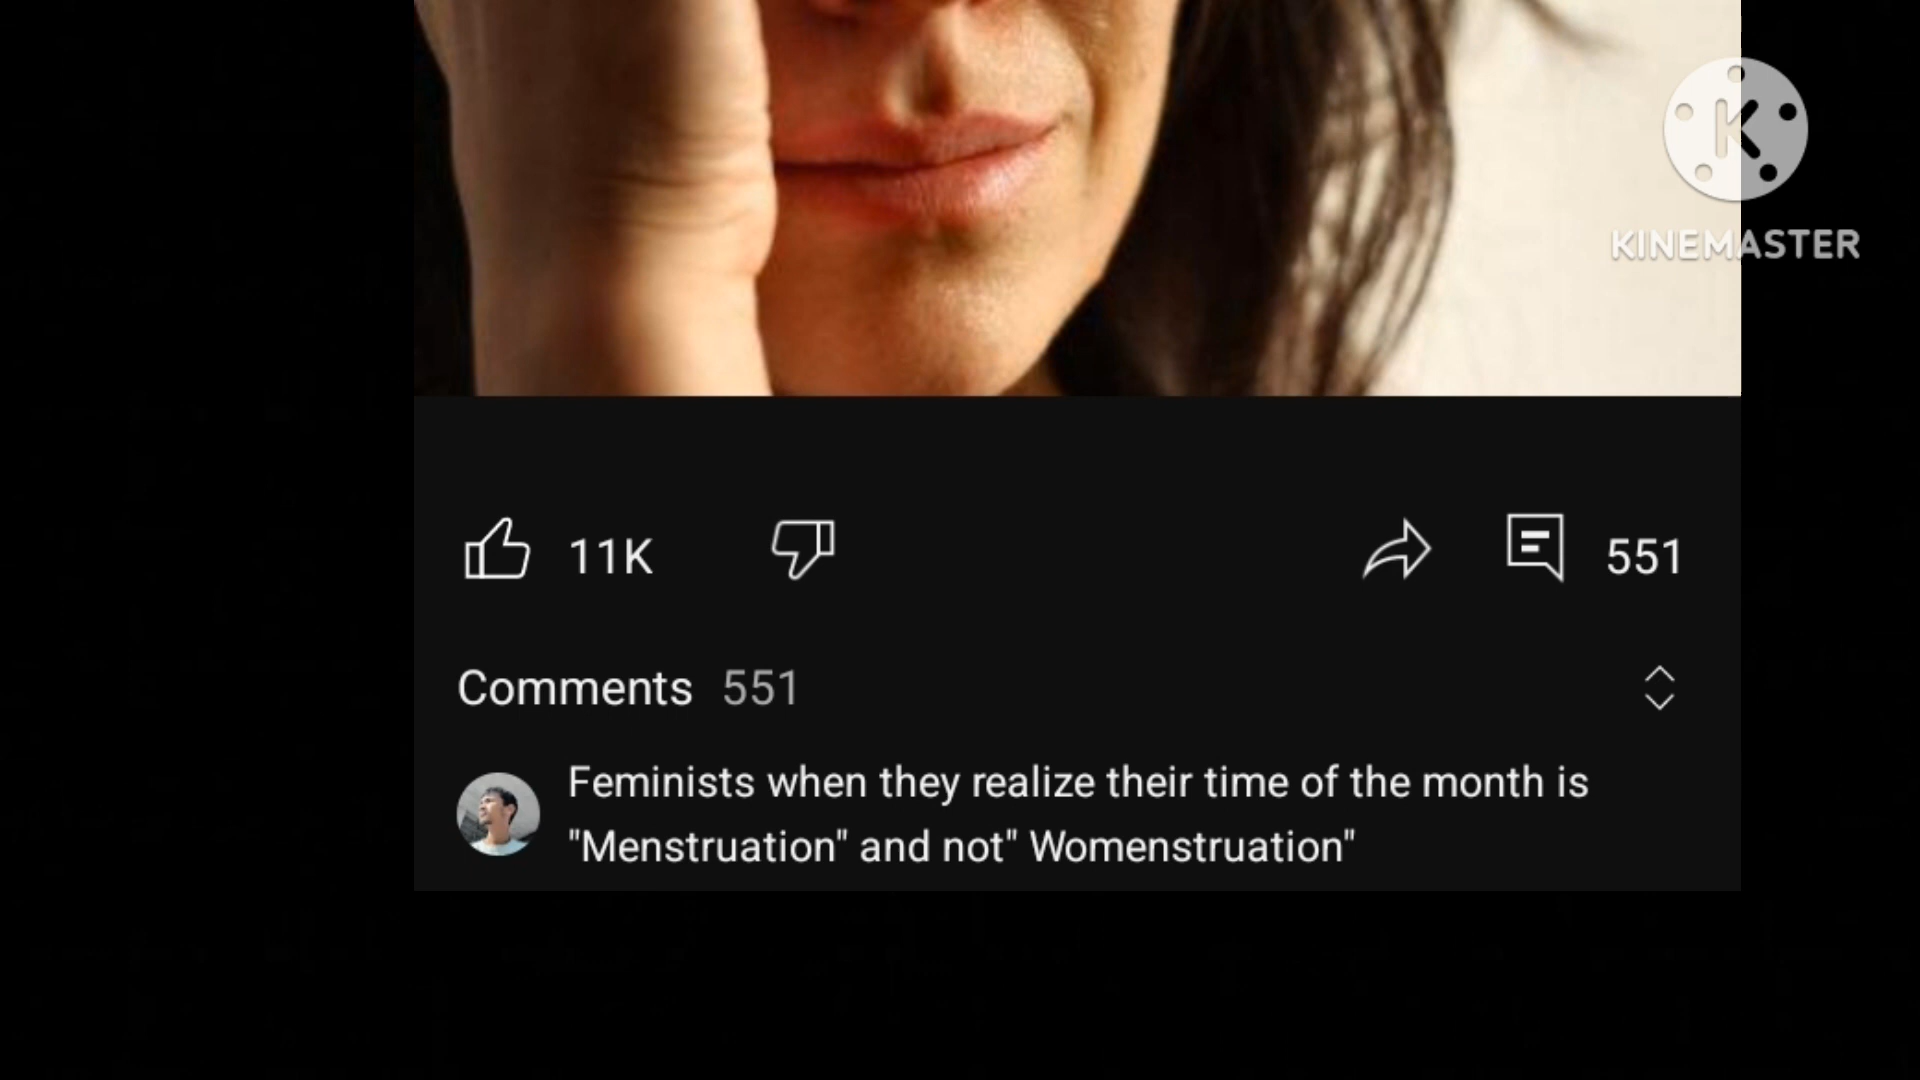 K
KINEMASTER
11K
551
Comments 551
Feminists when they realize their time of the month is
"Menstruation" and not" Womenstruation"